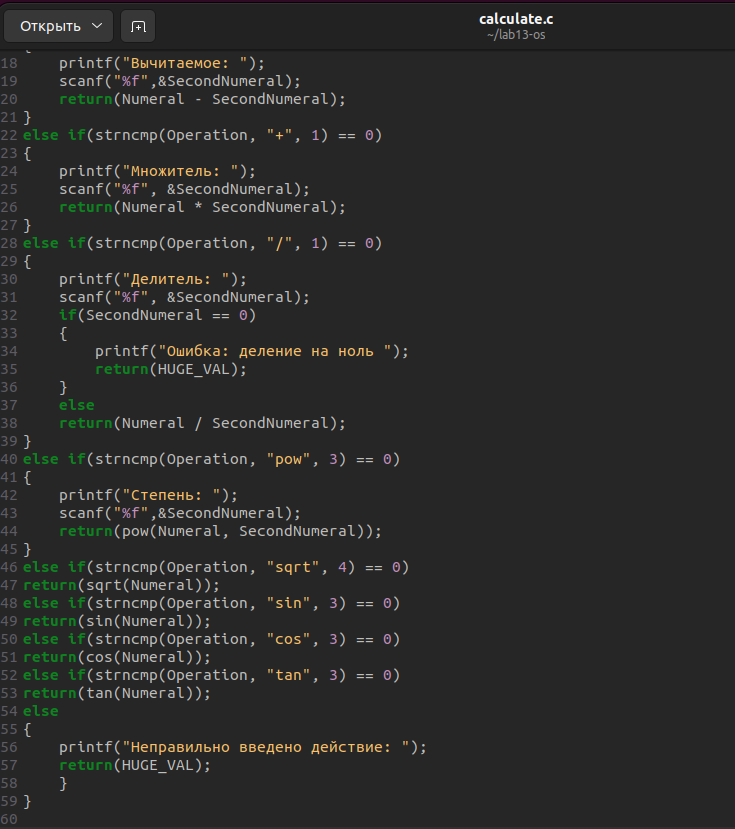 Открыть
calculate.c
~/lab13-os
{
18     printf("Вычитаемое: ");
19     scanf("%f",&SecondNumeral);
20     return(Numeral - SecondNumeral);
21 }
22 else if(strncmp(Operation, "+", 1) == 0)
23 {
24     printf("Множитель: ");
25     scanf("%f", &SecondNumeral);
26     return(Numeral * SecondNumeral);
27 }
28 else if(strncmp(Operation, "/", 1) == 0)
29 {
30     printf("Делитель: ");
31     scanf("%f", &SecondNumeral);
32     if(SecondNumeral == 0)
33     {
34         printf("Ошибка: деление на ноль ");
35         return(HUGE_VAL);
36     }
37     else
38     return(Numeral / SecondNumeral);
39 }
40 else if(strncmp(Operation, "pow", 3) == 0)
41 {
42     printf("Степень: ");
43     scanf("%f",&SecondNumeral);
44     return(pow(Numeral, SecondNumeral));
45 }
46 else if(strncmp(Operation, "sqrt", 4) == 0)
47 return(sqrt(Numeral));
48 else if(strncmp(Operation, "sin", 3) == 0)
49 return(sin(Numeral));
50 else if(strncmp(Operation, "cos", 3) == 0)
51 return(cos(Numeral));
52 else if(strncmp(Operation, "tan", 3) == 0)
53 return(tan(Numeral));
54 else
55 {
56     printf("Неправильно введено действие: ");
57     return(HUGE_VAL);
58     }
59 }
60